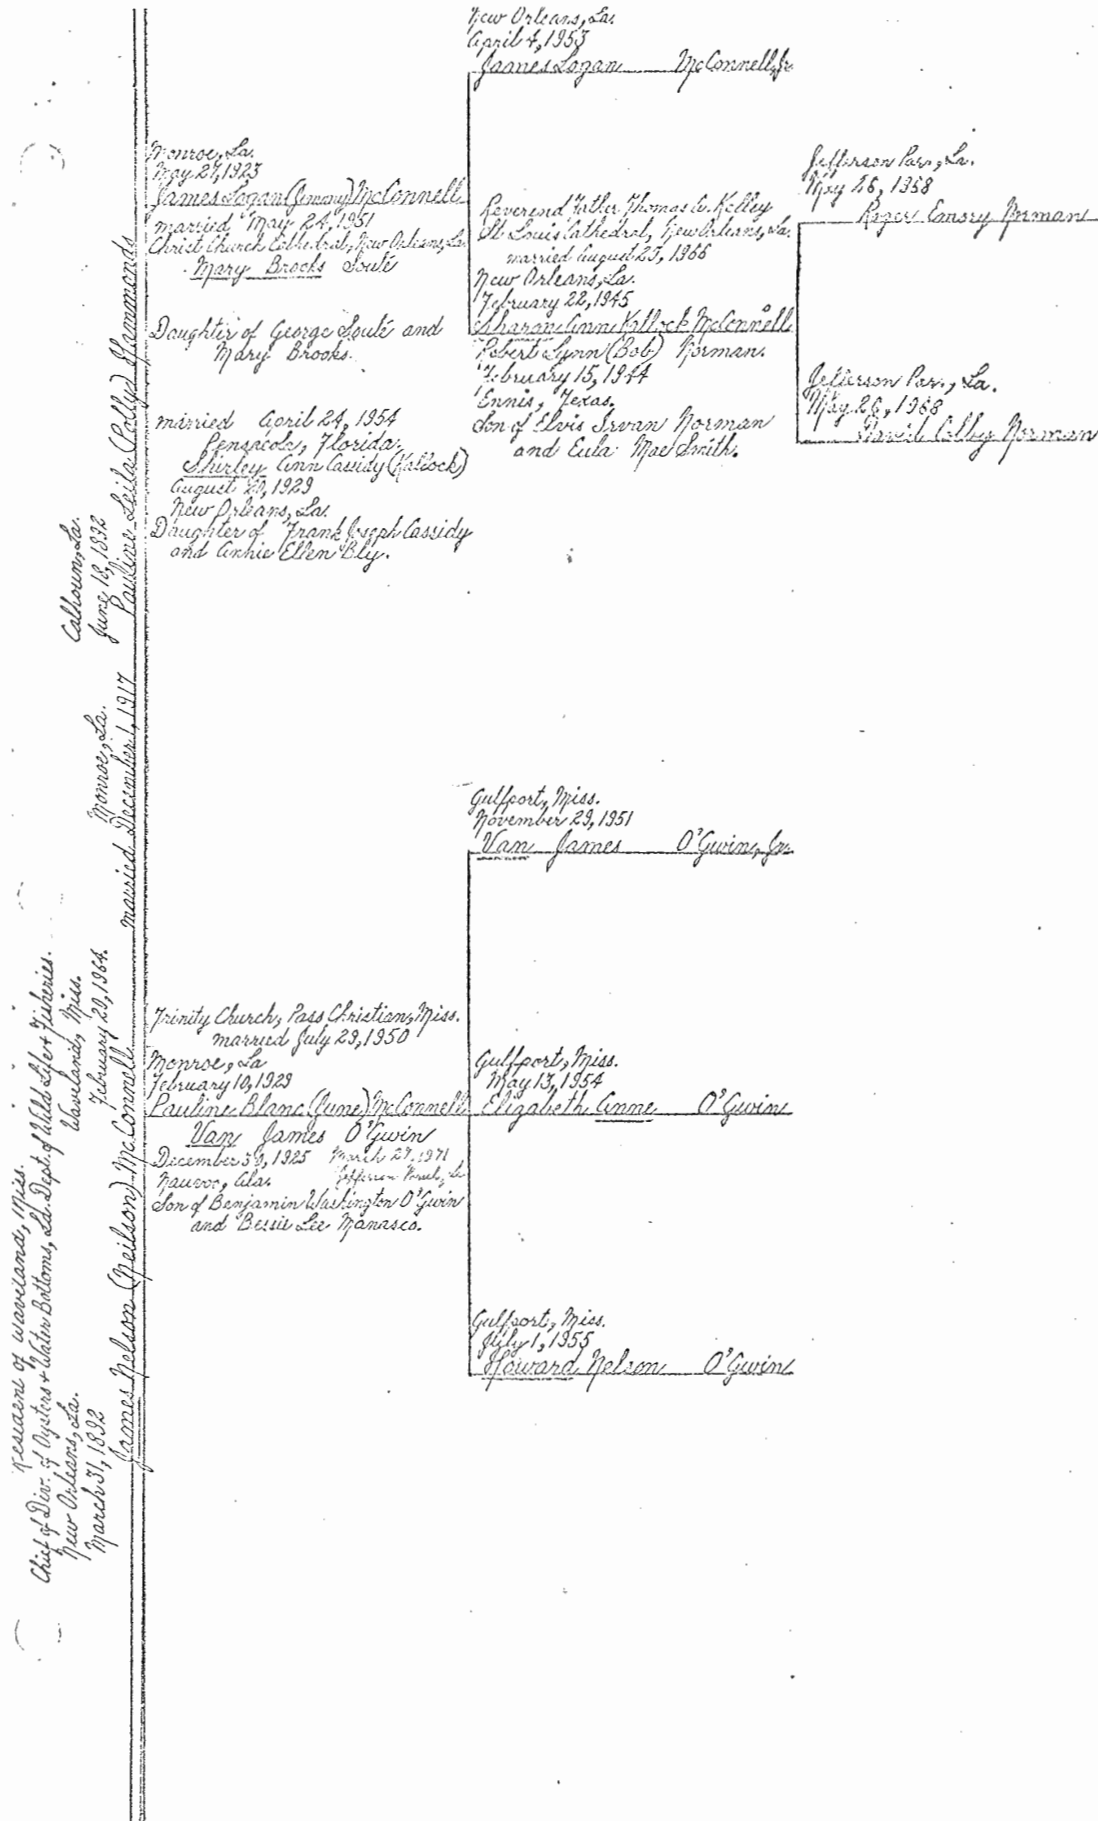 New Orleans, La.
April 4, 1953
James Logan McConnell, Jr.
Monroe, La.
May 27, 1923
James Logan (Jimmy) McConnell
married May 24, 1951
Christ Church Cathedral, New Orleans, La.
Mary Brooks Soulé
Daughter of George Soulé and
Mary Brooks.
married April 24, 1954
Pensacola, Florida.
Shirley Ann Cassidy (Kallock)
August 20, 1929
New Orleans, La.
Daughter of Frank Joseph Cassidy
and Annie Ellen Bly.
Reverend Father Thomas A. Kelley
St. Louis Cathedral, New Orleans, La.
married August 25, 1966
New Orleans, La.
February 22, 1945
Sharon Ann Kallock McConnell
Robert Lynn (Bob) Norman.
February 15, 1944
Ennis, Texas.
Son of Elvis Irvan Norman
and Eula Mae Smith.
Jefferson Par., La.
May 26, 1968
Roger Emory Norman
Jefferson Par., La.
May 26, 1968
David Colby Norman
Calhoun, La.
June 18, 1892
Pauline Leila (Polly) Hammonds
Monroe, La.
married December 1, 1917
Resident of Waveland, Miss.
Chief of Div. of Oysters + Water Bottoms, La. Dept. of Wild Life + Fisheries.
New Orleans, La. Waveland, Miss.
March 31, 1892 February 29, 1964.
James Nelson (Neilson) McConnell
Gulfport, Miss.
November 29, 1951
Van James O'Gwin, Jr.
Trinity Church, Pass Christian, Miss.
married July 29, 1950
Monroe, La
February 10, 1929
Pauline Blanc (June) McConnell
Van James O'Gwin
December 30, 1925 March 27, 1971
Nauvoo, Ala. Jefferson Parish, La
Son of Benjamin Washington O'Gwin
and Bessie Lee Manasco.
Gulfport, Miss.
May 13, 1954
Elizabeth Anne O'Gwin
Gulfport, Miss.
July 1, 1955
Howard Nelson O'Gwin